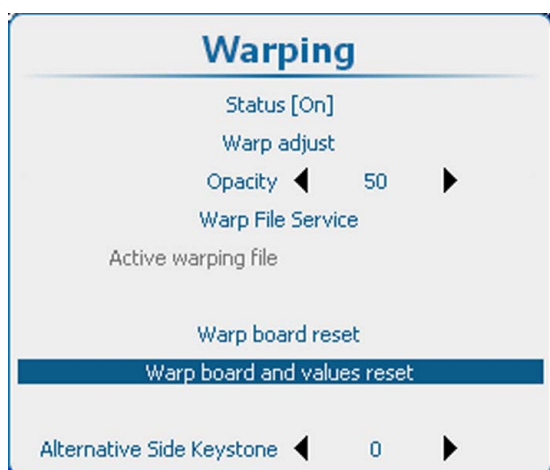 Warping
Status [On]
Warp adjust
Opacity 50
Warp File Service
Active warping file
Warp board reset
Warp board and values reset
Alternative Side Keystone 0